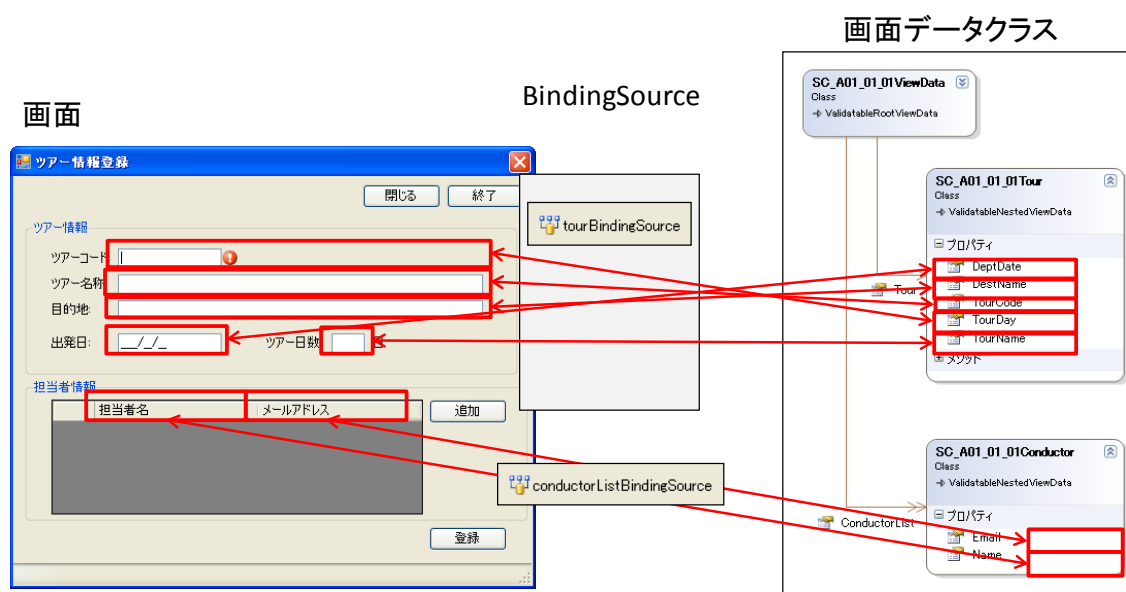 画面データクラス
BindingSource
画面
SC_A01_01_01ViewData
Class
ValidatableRootViewData
ツアー情報登録
閉じる
終了
ツアー情報
ツアーコード
ツアー名称
目的地:
出発日:
__/_/_
ツアー日数
担当者情報
担当者名
メールアドレス
追加
登録
tourBindingSource
conductorListBindingSource
Tour
SC_A01_01_01Tour
Class
ValidatableNestedViewData
プロパティ
DeptDate
DestName
TourCode
TourDay
TourName
メソッド
ConductorList
SC_A01_01_01Conductor
Class
ValidatableNestedViewData
プロパティ
Email
Name